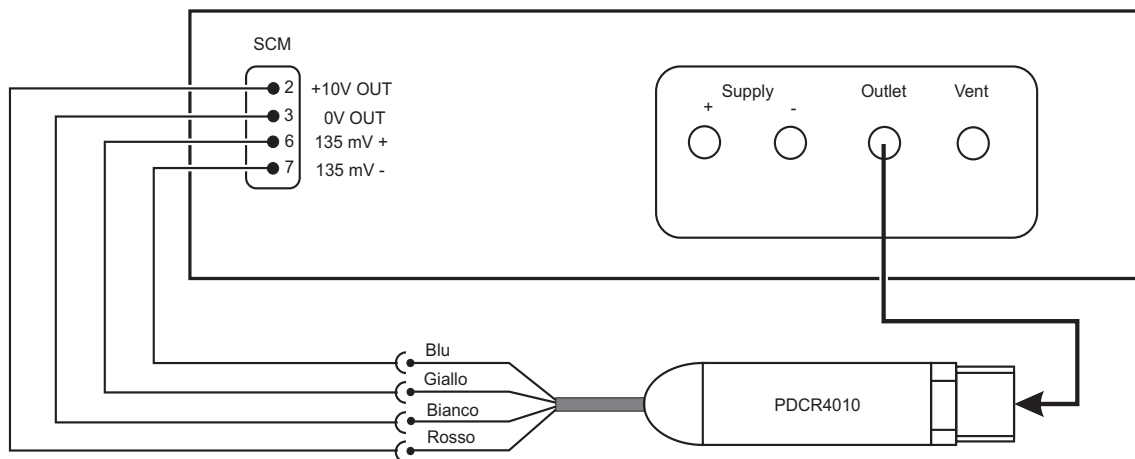 SCM
2 +10V OUT
3 0V OUT
6 135 mV +
7 135 mV -
Supply Outlet Vent
+ -
Blu
Giallo
Bianco
Rosso
PDCR4010